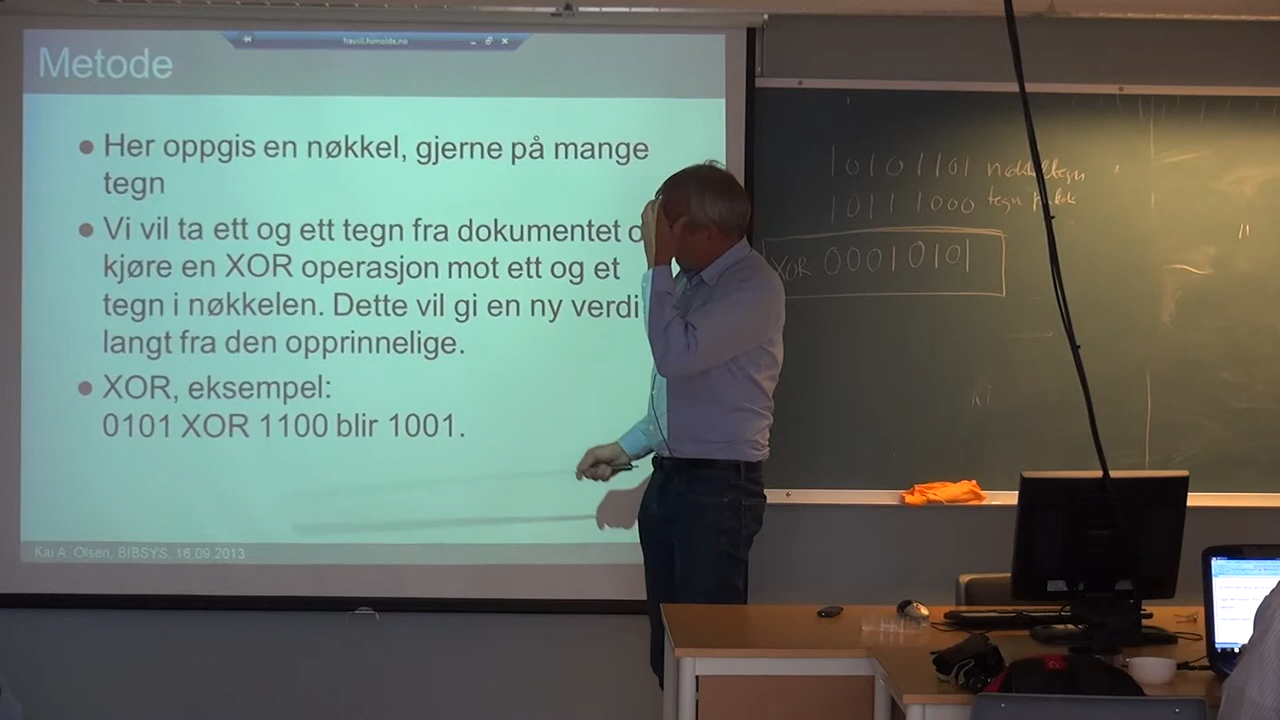 havoll.himolde.no
Metode
Her oppgis en nøkkel, gjerne på mange
tegn
Vi vil ta ett og ett tegn fra dokumentet o
kjøre en XOR operasjon mot ett og et
tegn i nøkkelen. Dette vil gi en ny verdi
langt fra den opprinnelige.
XOR, eksempel:
0101 XOR 1100 blir 1001.
Kai A. Olsen, BIBSYS, 16.09.2013
10101101 nøkkeltegn
10111000 tegn
XOR 00010101